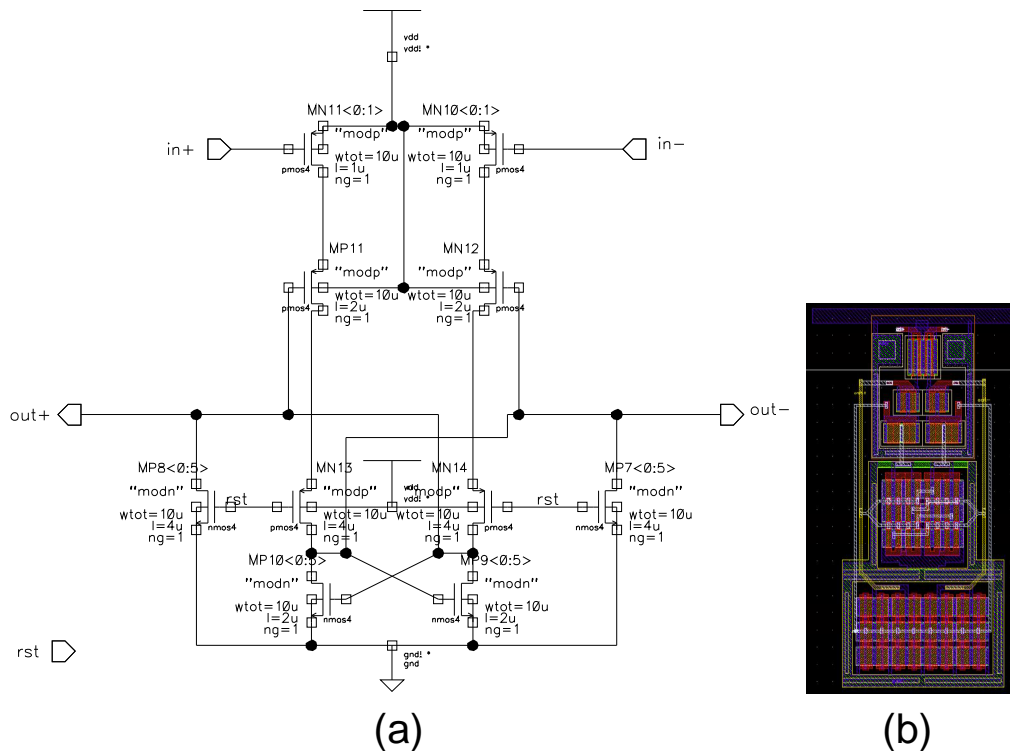 vdd
vdd! *
MN11<0:1>
MN10<0:1>
in+
"modp"
wtot=10u
l=1u
ng=1
pmos4
"modp"
wtot=10u
l=1u
ng=1
pmos4
in-
MP11
MN12
"modp"
wtot=10u
l=2u
ng=1
pmos4
"modp"
wtot=10u
l=2u
ng=1
pmos4
out+
out-
MP8<0:5>
"modn"
wtot=10u
l=4u
ng=1
nmos4
rst
MN13
"modp"
wtot=10u
l=4u
ng=1
pmos4
vdd
vdd! *
MN14
"modp"
wtot=10u
l=4u
ng=1
pmos4
rst
MP7<0:5>
"modn"
wtot=10u
l=4u
ng=1
nmos4
MP10<0:5>
"modn"
wtot=10u
l=2u
ng=1
nmos4
MP9<0:5>
"modn"
wtot=10u
l=2u
ng=1
nmos4
rst
gnd! *
gnd
(a)
(b)